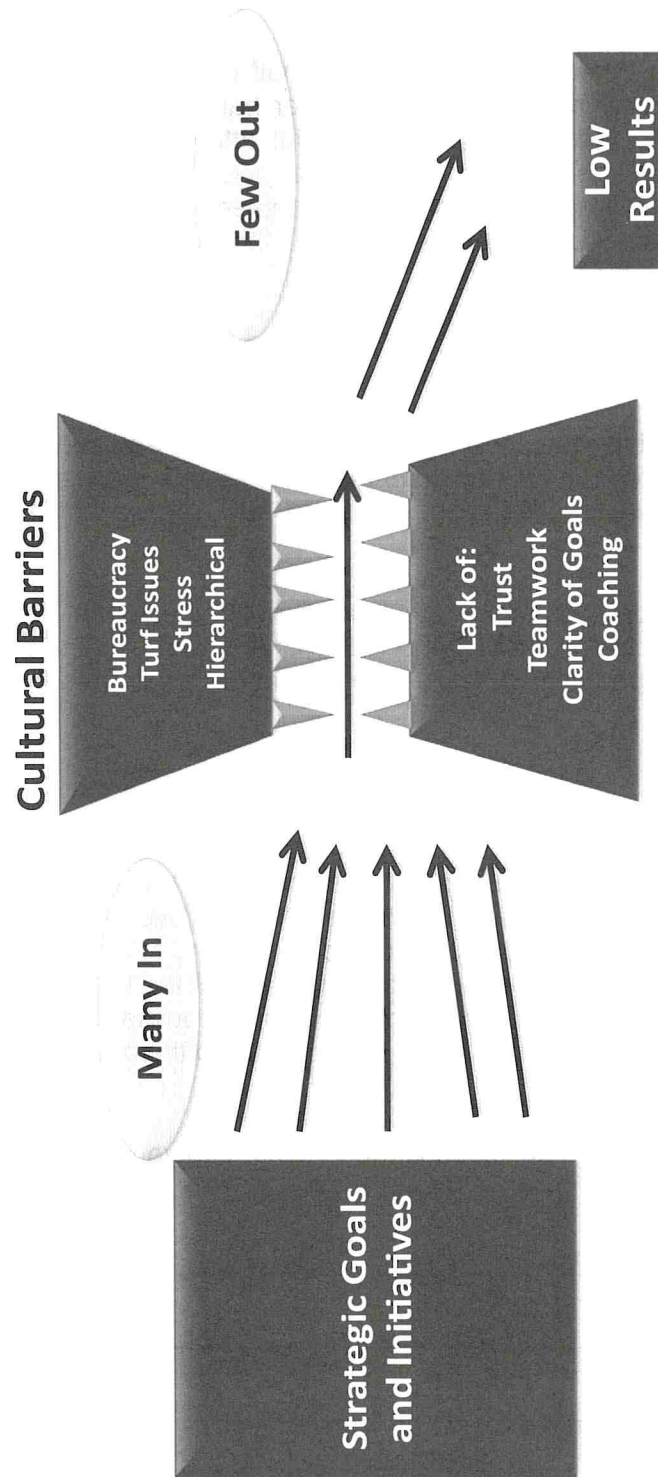 Cultural Barriers
Many In
Few Out
Strategic Goals
and Initiatives
Bureaucracy
Turf Issues
Stress
Hierarchical
Lack of:
Trust
Teamwork
Clarity of Goals
Coaching
Low
Results